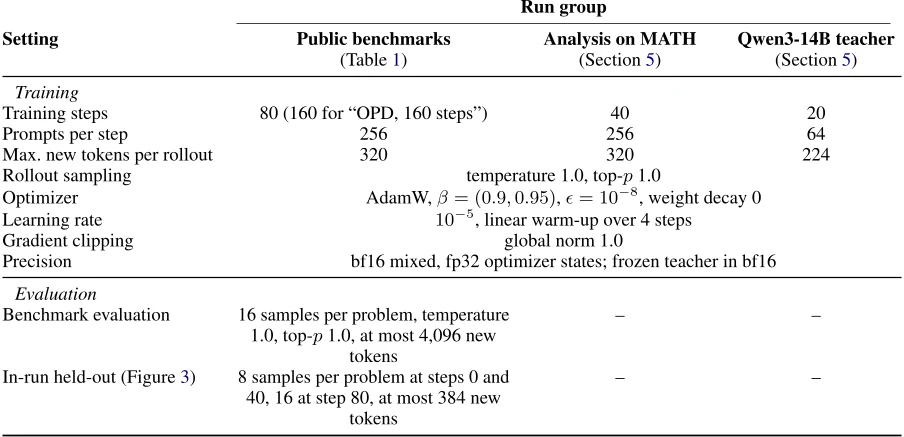 Run group
Setting Public benchmarks Analysis on MATH Qwen3-14B teacher
(Table 1) (Section 5) (Section 5)
Training
Training steps 80 (160 for “OPD, 160 steps”) 40 20
Prompts per step 256 256 64
Max. new tokens per rollout 320 320 224
Rollout sampling temperature 1.0, top-p 1.0
Optimizer AdamW, β = (0.9, 0.95), ϵ = 10⁻⁸, weight decay 0
Learning rate 10⁻⁵, linear warm-up over 4 steps
Gradient clipping global norm 1.0
Precision bf16 mixed, fp32 optimizer states; frozen teacher in bf16
Evaluation
Benchmark evaluation 16 samples per problem, temperature – –
1.0, top-p 1.0, at most 4,096 new
tokens
In-run held-out (Figure 3) 8 samples per problem at steps 0 and – –
40, 16 at step 80, at most 384 new
tokens